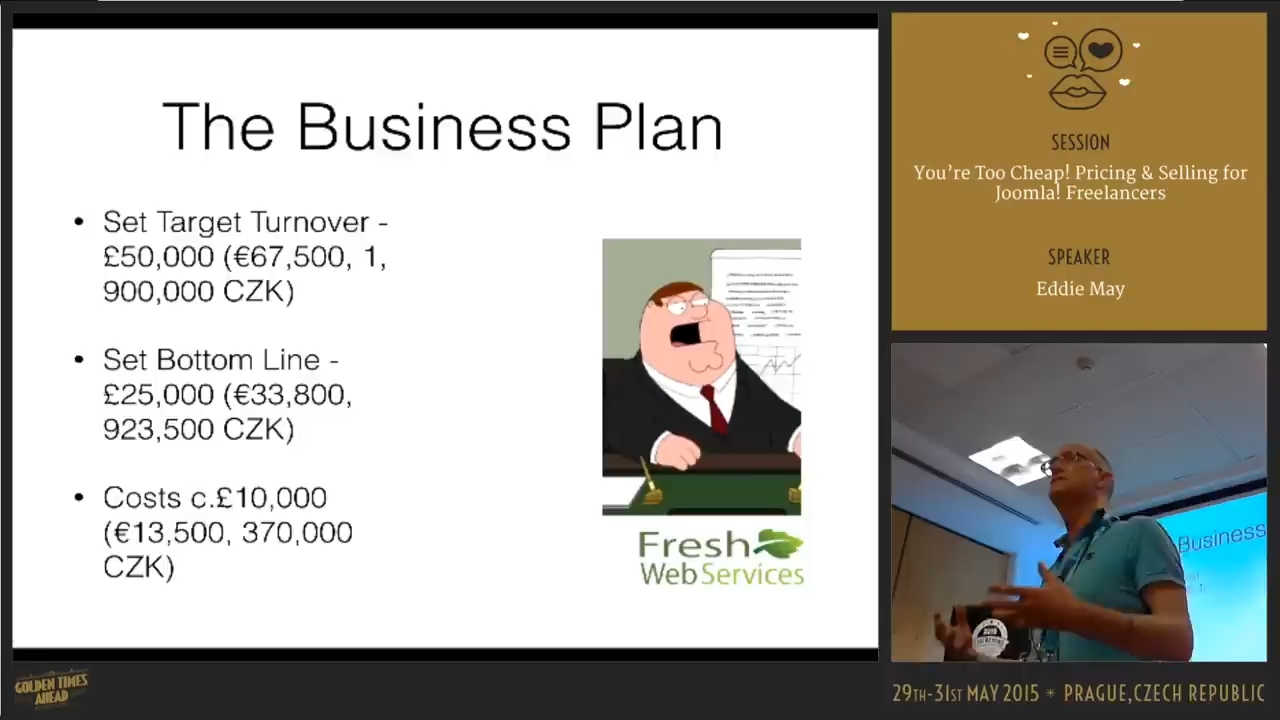 The Business Plan
• Set Target Turnover -
£50,000 (€67,500, 1,
900,000 CZK)
• Set Bottom Line -
£25,000 (€33,800,
923,500 CZK)
• Costs c.£10,000
(€13,500, 370,000
CZK)
Fresh
WebServices
SESSION
You’re Too Cheap! Pricing & Selling for
Joomla! Freelancers
SPEAKER
Eddie May
Business
GOLDEN TIMES
AHEAD
29TH-31ST MAY 2015 * PRAGUE,CZECH REPUBLIC